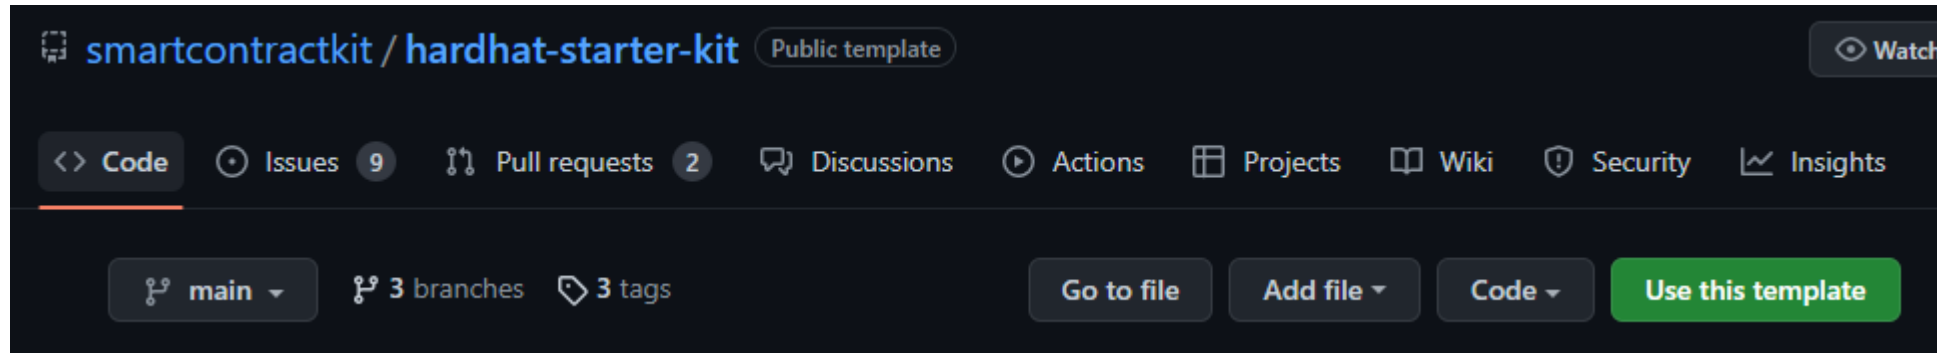 smartcontractkit / hardhat-starter-kit Public template Watch
Code Issues 9 Pull requests 2 Discussions Actions Projects Wiki Security Insights
main 3 branches 3 tags Go to file Add file Code Use this template